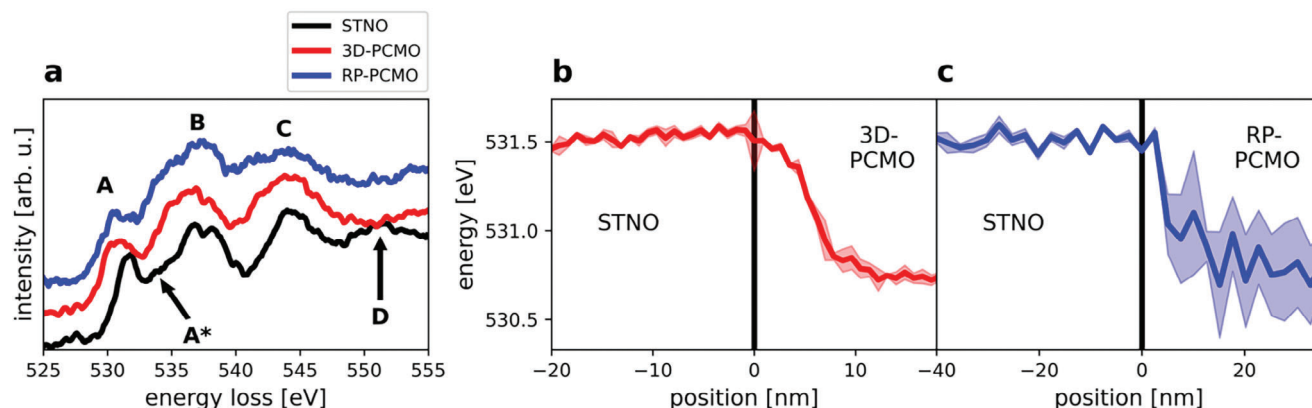 STNO
3D-PCMO
RP-PCMO
a
b
c
A
B
C
A*
D
intensity [arb. u.]
525 530 535 540 545 550 555
energy loss [eV]
energy [eV]
531.5
531.0
530.5
STNO
3D-
PCMO
−20 −10 0 10
position [nm]
STNO
RP-
PCMO
−40 −20 0 20
position [nm]